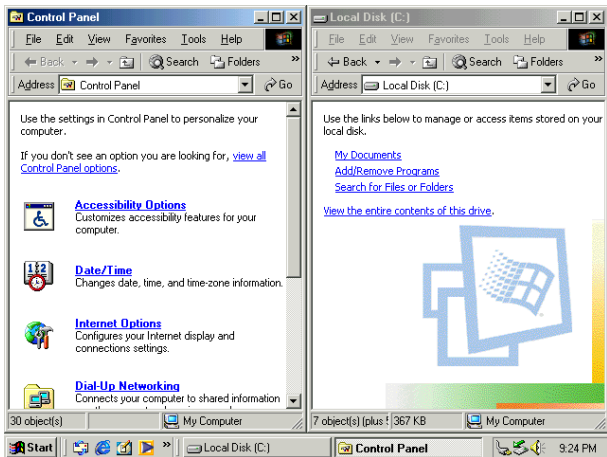 Control Panel
File Edit View Favorites Tools Help
Back Search Folders »
Address Control Panel Go
Use the settings in Control Panel to personalize your
computer.
If you don't see an option you are looking for, view all
Control Panel options.
Accessibility Options
Customizes accessibility features for your
computer.
Date/Time
Changes date, time, and time-zone information.
Internet Options
Configures your Internet display and
connections settings.
Dial-Up Networking
Connects your computer to shared information
30 object(s) My Computer
Local Disk (C:)
File Edit View Favorites Tools Help
Back Search Folders »
Address Local Disk (C:) Go
Use the links below to manage or access items stored on your
local disk.
My Documents
Add/Remove Programs
Search for Files or Folders
View the entire contents of this drive.
7 object(s) (plus 367 KB My Computer
Start » Local Disk (C:) Control Panel 9:24 PM